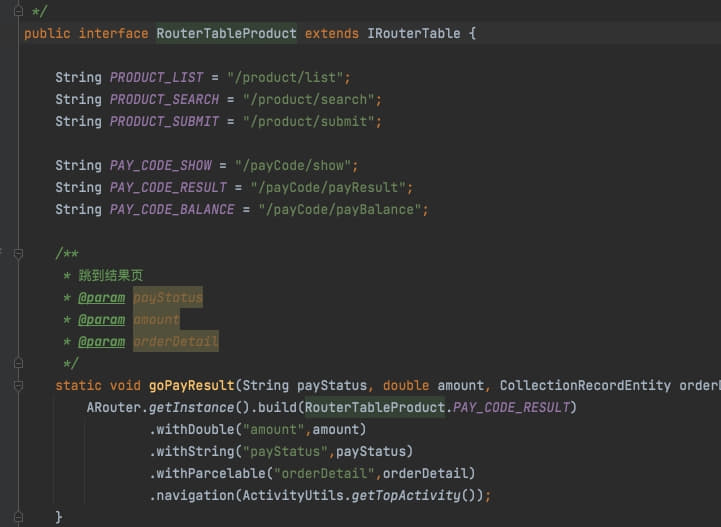 */
public interface RouterTableProduct extends IRouterTable {
String PRODUCT_LIST = "/product/list";
String PRODUCT_SEARCH = "/product/search";
String PRODUCT_SUBMIT = "/product/submit";
String PAY_CODE_SHOW = "/payCode/show";
String PAY_CODE_RESULT = "/payCode/payResult";
String PAY_CODE_BALANCE = "/payCode/payBalance";
/**
* 跳到结果页
* @param payStatus
* @param amount
* @param orderDetail
*/
static void goPayResult(String payStatus, double amount, CollectionRecordEntity orderD
ARouter.getInstance().build(RouterTableProduct.PAY_CODE_RESULT)
.withDouble("amount",amount)
.withString("payStatus",payStatus)
.withParcelable("orderDetail",orderDetail)
.navigation(ActivityUtils.getTopActivity());
}